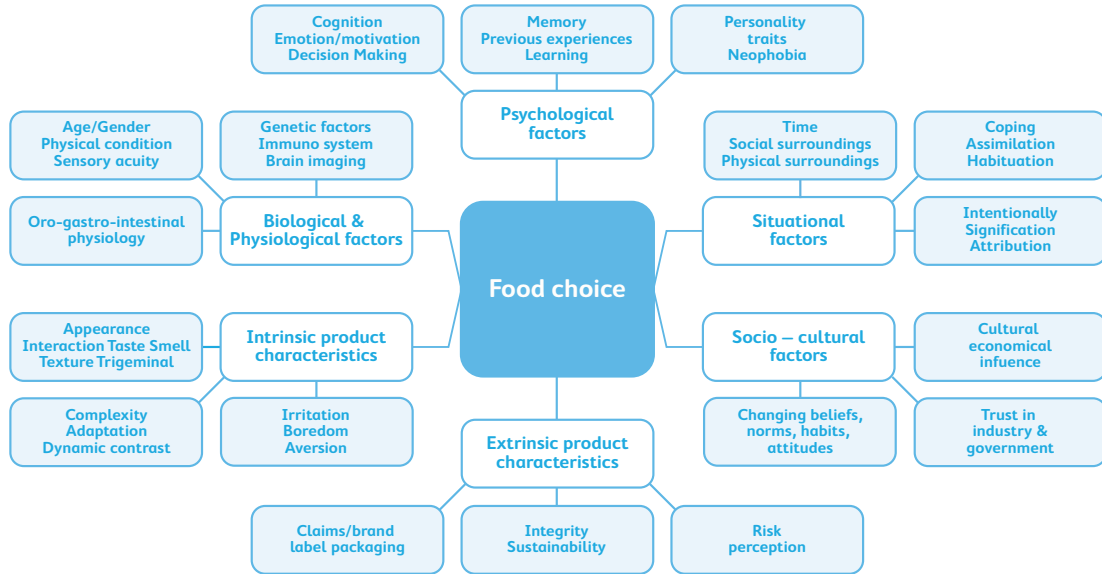 Cognition
Emotion/motivation
Decision Making
Memory
Previous experiences
Learning
Personality
traits
Neophobia
Psychological
factors
Age/Gender
Physical condition
Sensory acuity
Genetic factors
Immuno system
Brain imaging
Time
Social surroundings
Physical surroundings
Coping
Assimilation
Habituation
Oro-gastro-intestinal
physiology
Biological &
Physiological factors
Situational
factors
Intentionally
Signification
Attribution
Food choice
Appearance
Interaction Taste Smell
Texture Trigeminal
Intrinsic product
characteristics
Socio – cultural
factors
Cultural
economical
infuence
Complexity
Adaptation
Dynamic contrast
Irritation
Boredom
Aversion
Changing beliefs,
norms, habits,
attitudes
Trust in
industry &
government
Extrinsic product
characteristics
Claims/brand
label packaging
Integrity
Sustainability
Risk
perception